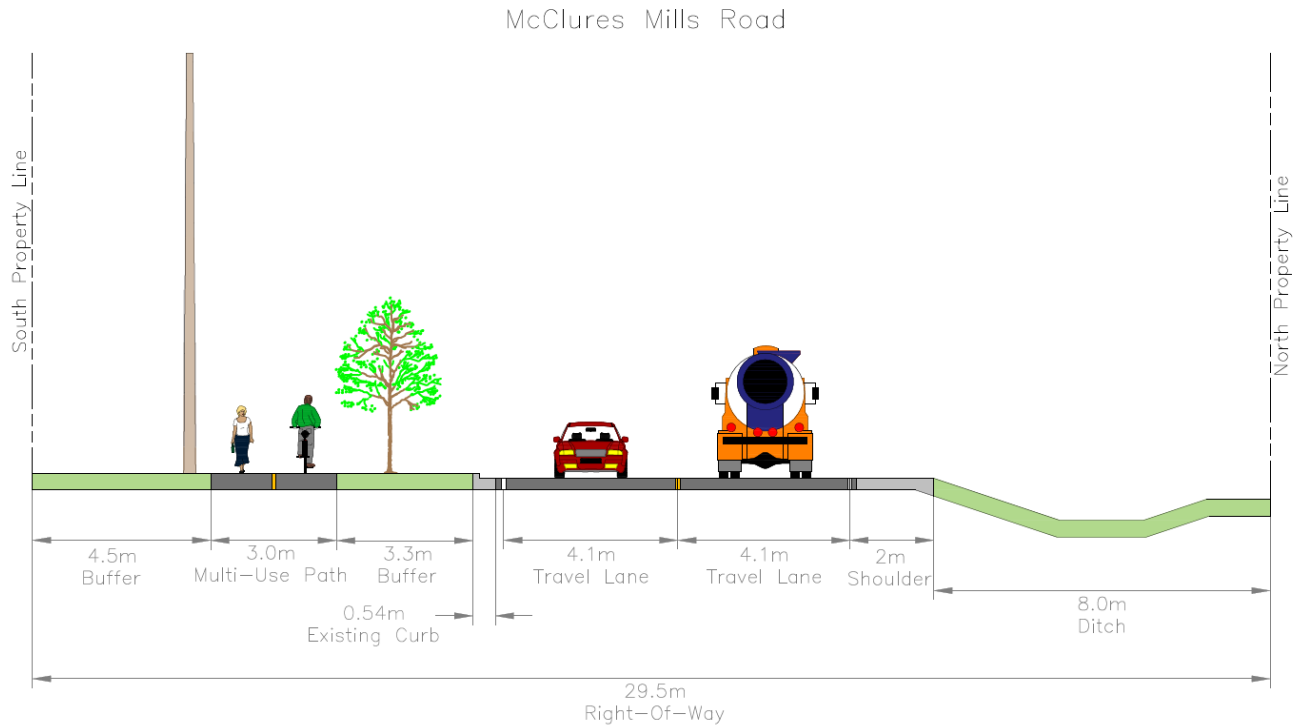 McClures Mills Road
South Property Line
North Property Line
4.5m
Buffer
3.0m
Multi-Use Path
3.3m
Buffer
4.1m
Travel Lane
4.1m
Travel Lane
2m
Shoulder
0.54m
Existing Curb
8.0m
Ditch
29.5m
Right-Of-Way